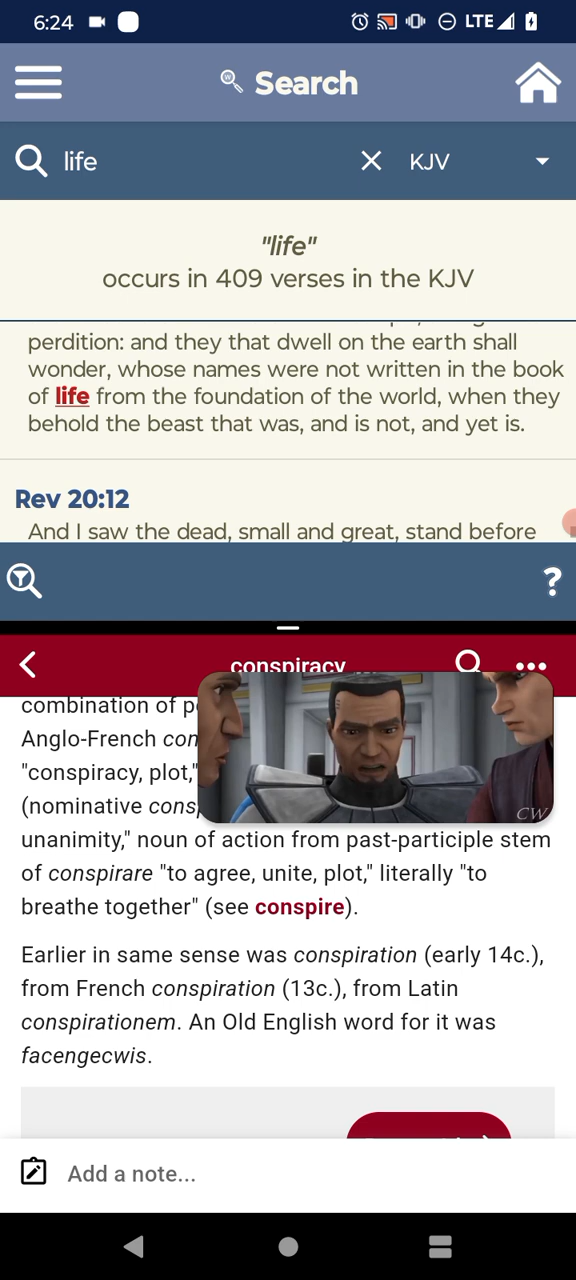 6:24 LTE
Search
life KJV
"life"
occurs in 409 verses in the KJV
perdition: and they that dwell on the earth shall
wonder, whose names were not written in the book
of life from the foundation of the world, when they
behold the beast that was, and is not, and yet is.
Rev 20:12
And I saw the dead, small and great, stand before
?
conspiracy
combination of
Anglo-French
"conspiracy, plot,"
(nominative
CW
unanimity," noun of action from past-participle stem
of conspirare "to agree, unite, plot," literally "to
breathe together" (see conspire).
Earlier in same sense was conspiration (early 14c.),
from French conspiration (13c.), from Latin
conspirationem. An Old English word for it was
facengecwis.
Add a note...